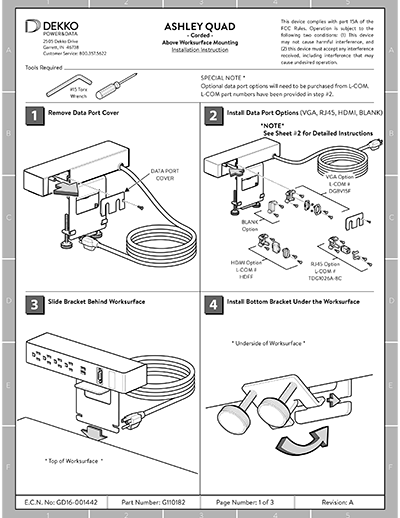 DEKKO
POWER&DATA
2505 Dekko Drive
Garrett, IN 46738
Customer Service: 800.357.3622
ASHLEY QUAD
- Corded -
Above Worksurface Mounting
Installation Instruction
This device complies with part 15A of the
FCC Rules. Operation is subject to the
following two conditions: (1) This device
may not cause harmful interference, and
(2) this device must accept any interference
received, including interference that may
cause undesired operation.
Tools Required
#15 Torx
Wrench
SPECIAL NOTE *
Optional data port options will need to be purchased from L-COM.
L-COM part numbers have been provided in step #2.
1 Remove Data Port Cover
DATA PORT
COVER
2 Install Data Port Options (VGA, RJ45, HDMI, BLANK)
*NOTE*
See Sheet #2 for Detailed Instructions
VGA Option
L-COM #
DGBV15F
BLANK
Option
HDMI Option
L-COM #
HDFF
RJ45 Option
L-COM #
TDG1026A-8C
3 Slide Bracket Behind Worksurface
* Top of Worksurface *
4 Install Bottom Bracket Under the Worksurface
* Underside of Worksurface *
E.C.N. No: GD16-001442
Part Number: G110182
Page Number: 1 of 3
Revision: A